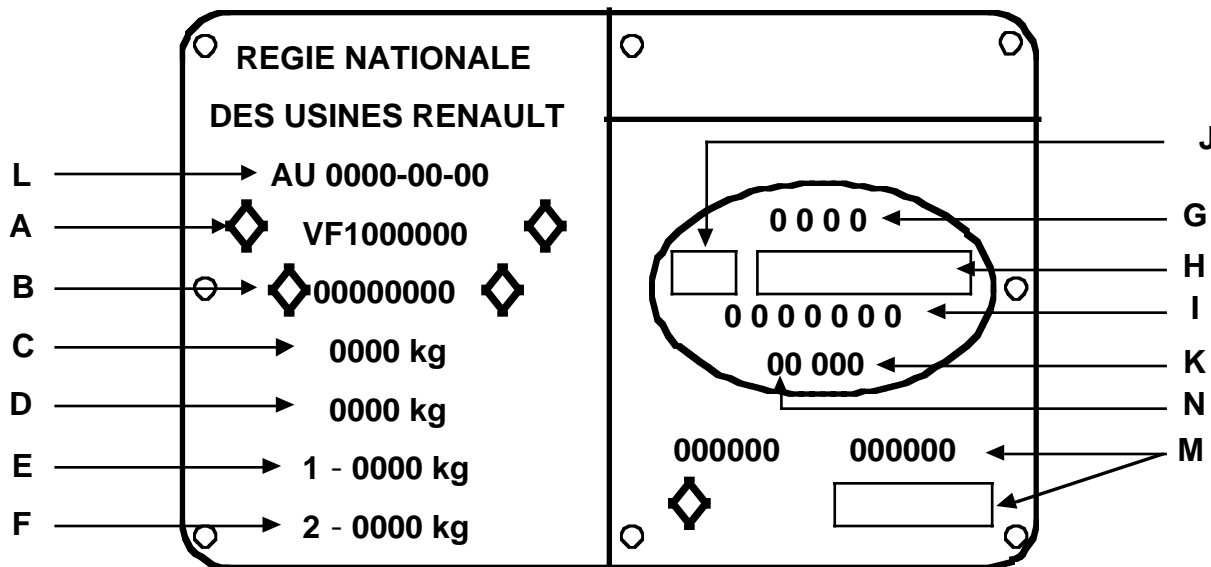 REGIE NATIONALE
DES USINES RENAULT
L AU 0000-00-00
A VF1000000
B 00000000
C 0000 kg
D 0000 kg
E 1 - 0000 kg
F 2 - 0000 kg
J
0 0 0 0 G
H
0 0 0 0 0 0 0 I
00 000 K
N
000000 000000 M